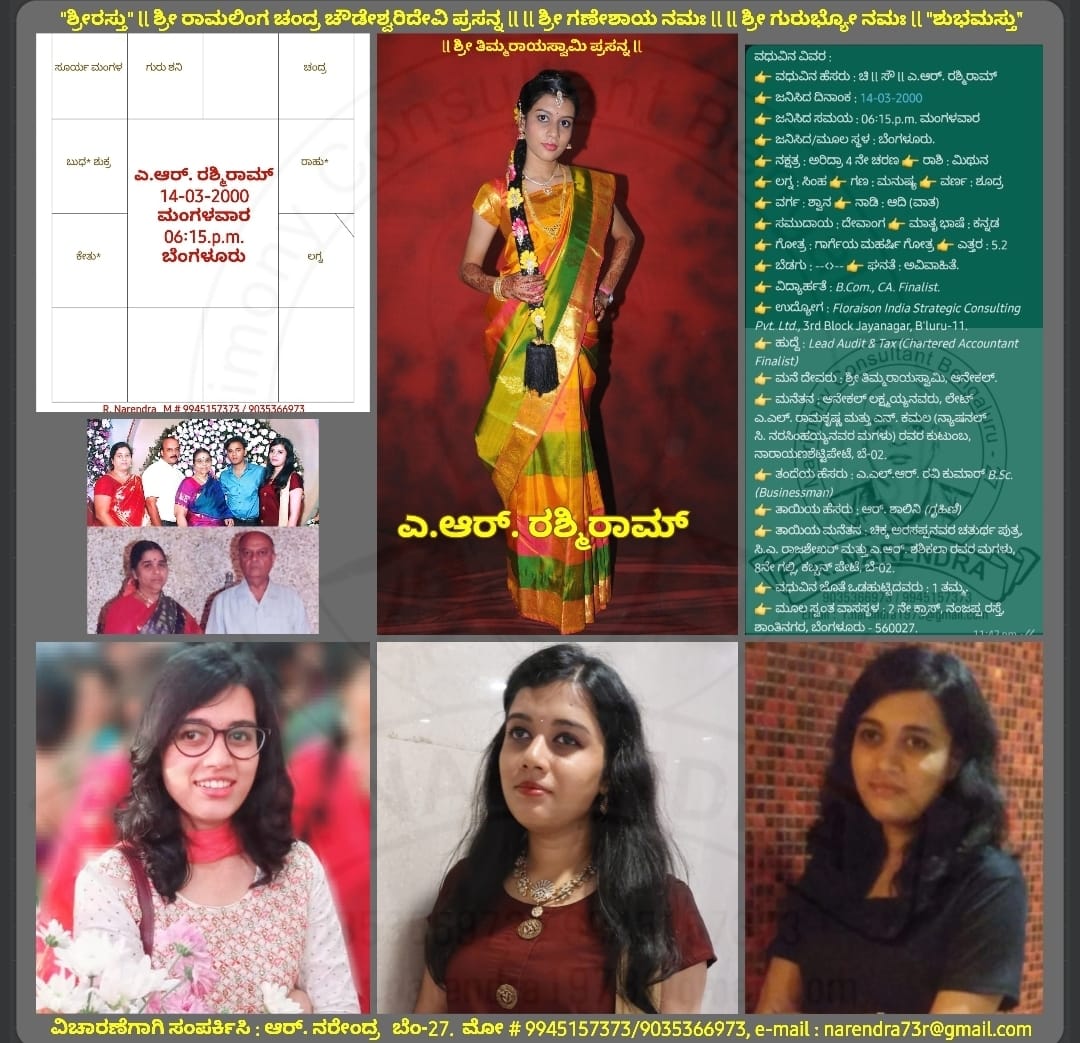 "ಶ್ರೀರಸ್ತು" ॥ ಶ್ರೀ ರಾಮಲಿಂಗ ಚಂದ್ರ ಚೌಡೇಶ್ವರಿದೇವಿ ಪ್ರಸನ್ನ ॥ ॥ ಶ್ರೀ ಗಣೇಶಾಯ ನಮಃ ॥ ॥ ಶ್ರೀ ಗುರುಭ್ಯೋ ನಮಃ ॥ "ಶುಭಮಸ್ತು"
ಸೂರ್ಯ ಮಂಗಳ
ಗುರು ಶನಿ
ಚಂದ್ರ
ಬುಧ* ಶುಕ್ರ
ರಾಹು*
ಎ.ಆರ್. ರಶ್ಮಿರಾಮ್
14-03-2000
ಮಂಗಳವಾರ
06:15.p.m.
ಬೆಂಗಳೂರು
ಕೇತು*
ಲಗ್ನ
R. Narendra M # 9945157373 / 9035366973
॥ ಶ್ರೀ ತಿಮ್ಮರಾಯಸ್ವಾಮಿ ಪ್ರಸನ್ನ ॥
ಎ.ಆರ್. ರಶ್ಮಿರಾಮ್
ವಧುವಿನ ವಿವರ :
👉 ವಧುವಿನ ಹೆಸರು : ಚಿ ॥ ಸೌ ॥ ಎ.ಆರ್. ರಶ್ಮಿರಾಮ್
👉 ಜನಿಸಿದ ದಿನಾಂಕ : 14-03-2000
👉 ಜನಿಸಿದ ಸಮಯ : 06:15.p.m. ಮಂಗಳವಾರ
👉 ಜನಿಸಿದ/ಮೂಲ ಸ್ಥಳ : ಬೆಂಗಳೂರು.
👉 ನಕ್ಷತ್ರ : ಅರಿದ್ರಾ 4 ನೇ ಚರಣ 👉 ರಾಶಿ : ಮಿಥುನ
👉 ಲಗ್ನ : ಸಿಂಹ 👉 ಗಣ : ಮನುಷ್ಯ 👉 ವರ್ಣ : ಶೂದ್ರ
👉 ವರ್ಗ : ಶ್ವಾನ 👉 ನಾಡಿ : ಆದಿ (ವಾತ)
👉 ಸಮುದಾಯ : ದೇವಾಂಗ 👉 ಮಾತೃ ಭಾಷೆ : ಕನ್ನಡ
👉 ಗೋತ್ರ : ಗಾರ್ಗೆಯ ಮಹರ್ಷಿ ಗೋತ್ರ 👉 ಎತ್ತರ : 5.2
👉 ಬೆಡಗು : --<>-- 👉 ಘನತೆ : ಅವಿವಾಹಿತೆ.
👉 ವಿದ್ಯಾರ್ಹತೆ : B.Com., CA. Finalist.
👉 ಉದ್ಯೋಗ : Floraison India Strategic Consulting
Pvt. Ltd., 3rd Block Jayanagar, B'luru-11.
👉 ಹುದ್ದೆ : Lead Audit & Tax (Chartered Accountant
Finalist)
👉 ಮನೆ ದೇವರು : ಶ್ರೀ ತಿಮ್ಮರಾಯಸ್ವಾಮಿ, ಆನೇಕಲ್.
👉 ಮನೆತನ : ಆನೇಕಲ್ ಲಕ್ಷ್ಮಯ್ಯನವರು, ಲೇಟ್
ಎ.ಎಲ್. ರಾಮಕೃಷ್ಣ ಮತ್ತು ಎನ್. ಕಮಲ (ನ್ಯಾಷನಲ್
ಸಿ. ನರಸಿಂಹಯ್ಯನವರ ಮಗಳು) ರವರ ಕುಟುಂಬ,
ನಾರಾಯಣಶೆಟ್ಟಿಪೇಟೆ, ಬೆ-02.
👉 ತಂದೆಯ ಹೆಸರು : ಎ.ಎಲ್.ಆರ್. ರವಿ ಕುಮಾರ್ B.Sc.
(Businessman)
👉 ತಾಯಿಯ ಹೆಸರು : ಆರ್. ಶಾಲಿನಿ (ಗೃಹಿಣಿ)
👉 ತಾಯಿಯ ಮನೆತನ : ಚಿಕ್ಕ ಅರಸಪ್ಪನವರ ಚತುರ್ಥ ಪುತ್ರ,
ಸಿ.ಎ. ರಾಜಶೇಖರ್ ಮತ್ತು ಎ.ಆರ್. ಶಶಿಕಲಾ ರವರ ಮಗಳು,
8ನೇ ಗಲ್ಲಿ, ಕಬ್ಬನ್ ಪೇಟೆ, ಬೆ-02.
👉 ವಧುವಿನ ಜೊತೆ ಒಡಹುಟ್ಟಿದವರು : 1 ತಮ್ಮ.
👉 ಮೂಲ ಸ್ವಂತ ವಾಸಸ್ಥಳ : 2 ನೇ ಕ್ರಾಸ್, ನಂಜಪ್ಪ ರಸ್ತೆ,
ಶಾಂತಿನಗರ, ಬೆಂಗಳೂರು - 560027.
ವಿಚಾರಣೆಗಾಗಿ ಸಂಪರ್ಕಿಸಿ : ಆರ್. ನರೇಂದ್ರ ಬೆಂ-27. ಮೋ # 9945157373/9035366973, e-mail : narendra73r@gmail.com